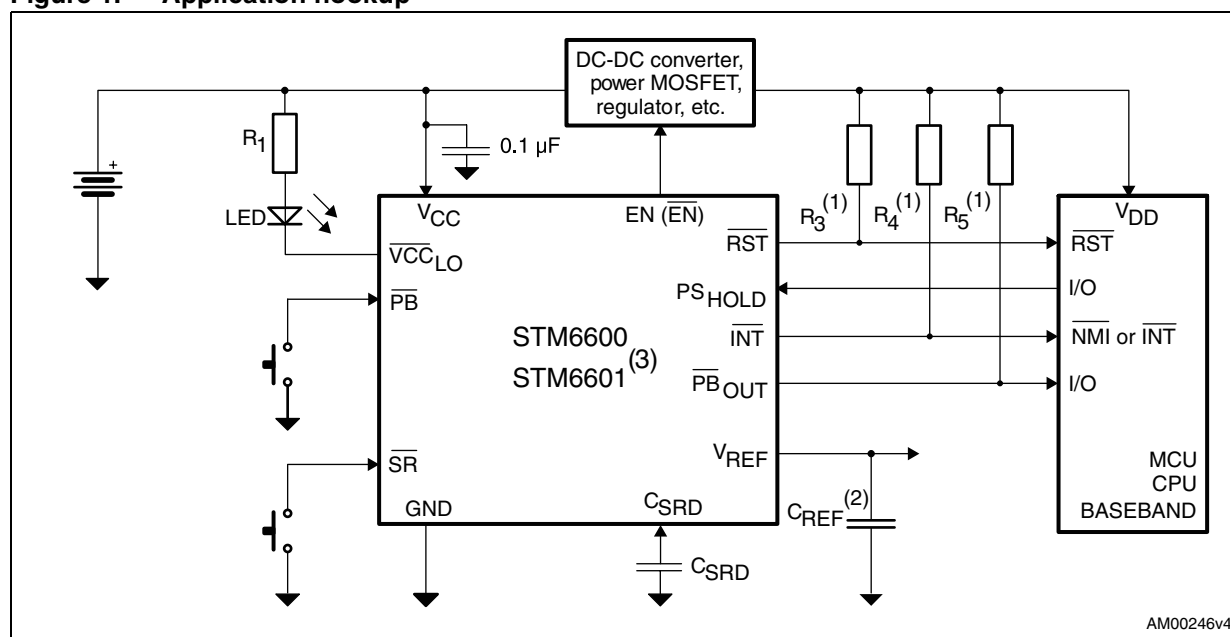 Figure 1. Application hookup
DC-DC converter,
power MOSFET,
regulator, etc.
R1
0.1 µF
+
LED
VCC
EN (EN)
R3(1)
R4(1)
R5(1)
VDD
VCCLO
RST
RST
PB
PSHOLD
I/O
STM6600
STM6601(3)
INT
NMI or INT
PBOUT
I/O
SR
VREF
GND
CSRD
CREF(2)
MCU
CPU
BASEBAND
CSRD
AM00246v4